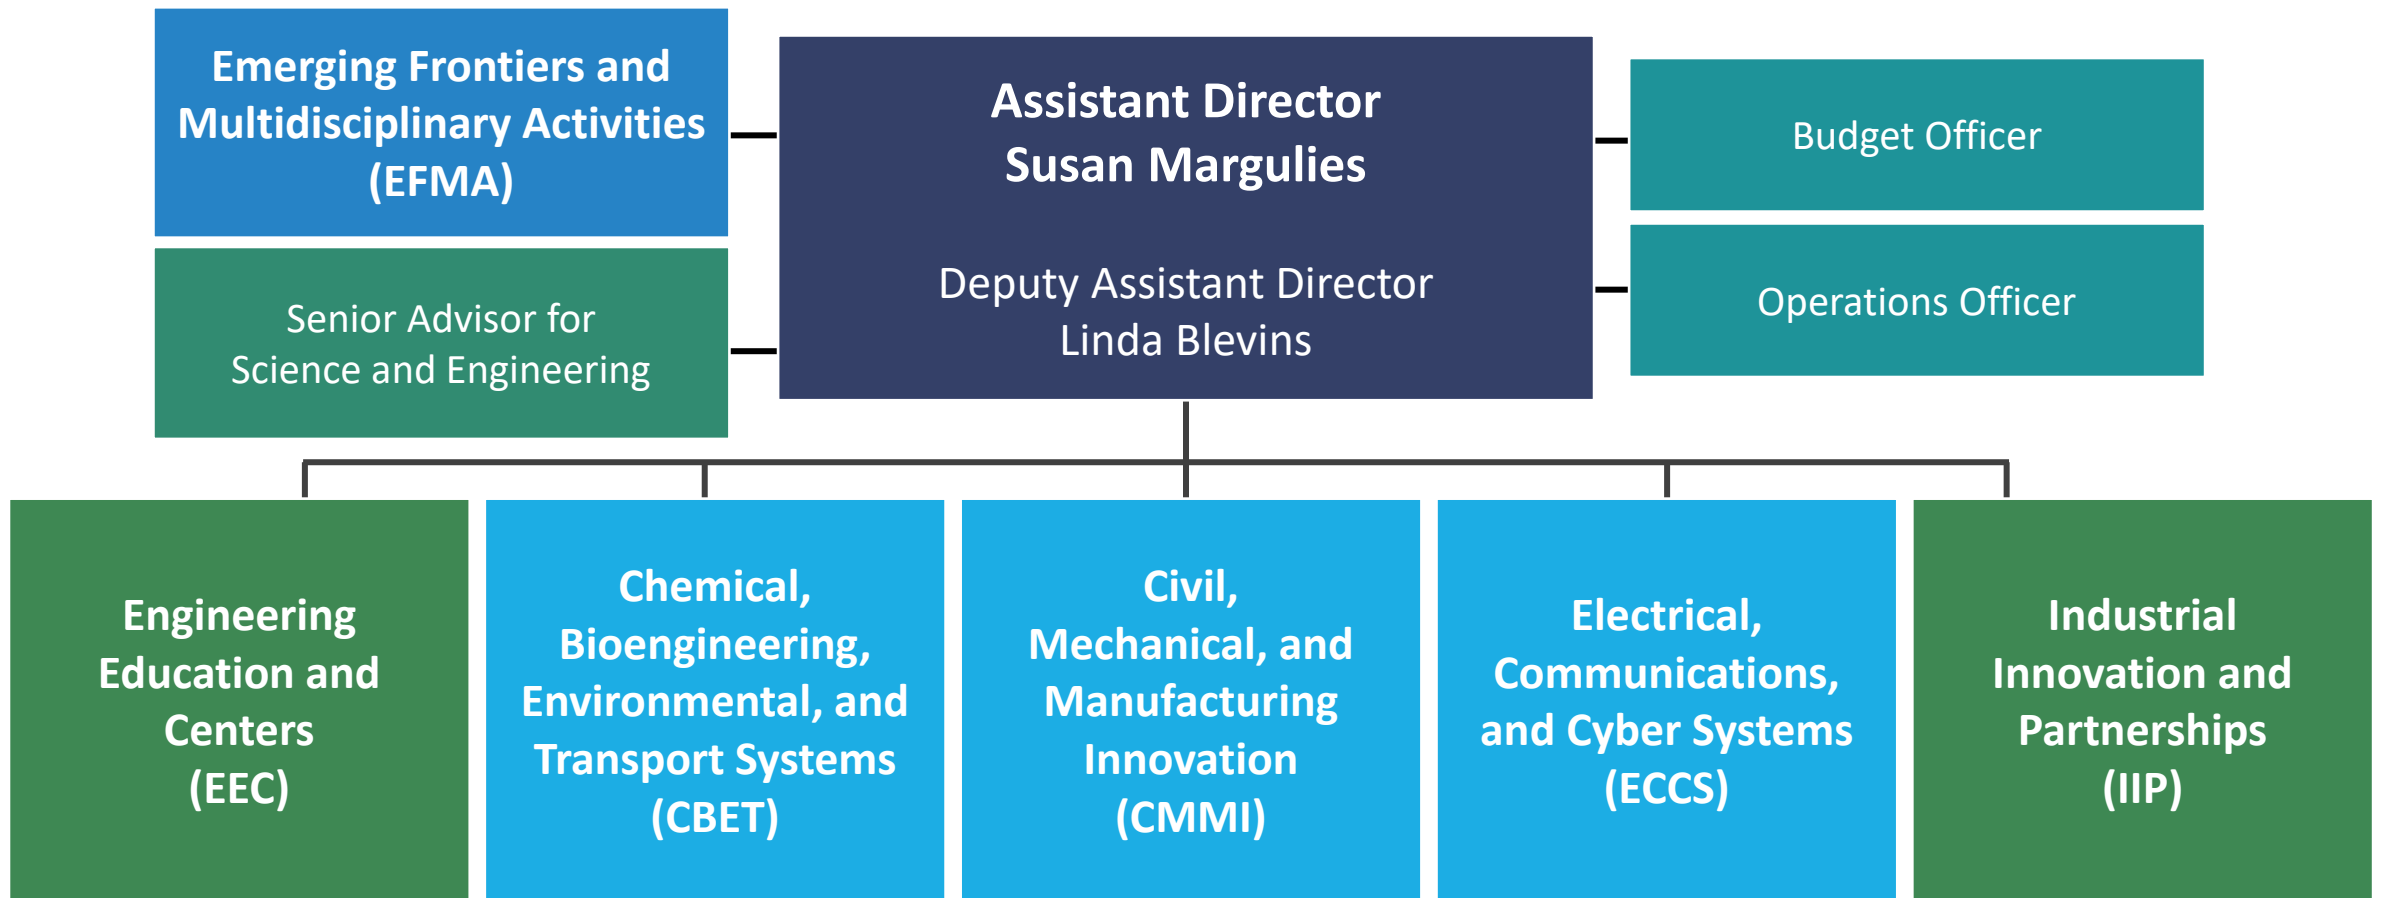 Emerging Frontiers and
Multidisciplinary Activities
(EFMA)
Senior Advisor for
Science and Engineering
Assistant Director
Susan Margulies
Deputy Assistant Director
Linda Blevins
Budget Officer
Operations Officer
Engineering
Education and
Centers
(EEC)
Chemical,
Bioengineering,
Environmental, and
Transport Systems
(CBET)
Civil,
Mechanical, and
Manufacturing
Innovation
(CMMI)
Electrical,
Communications,
and Cyber Systems
(ECCS)
Industrial
Innovation and
Partnerships
(IIP)